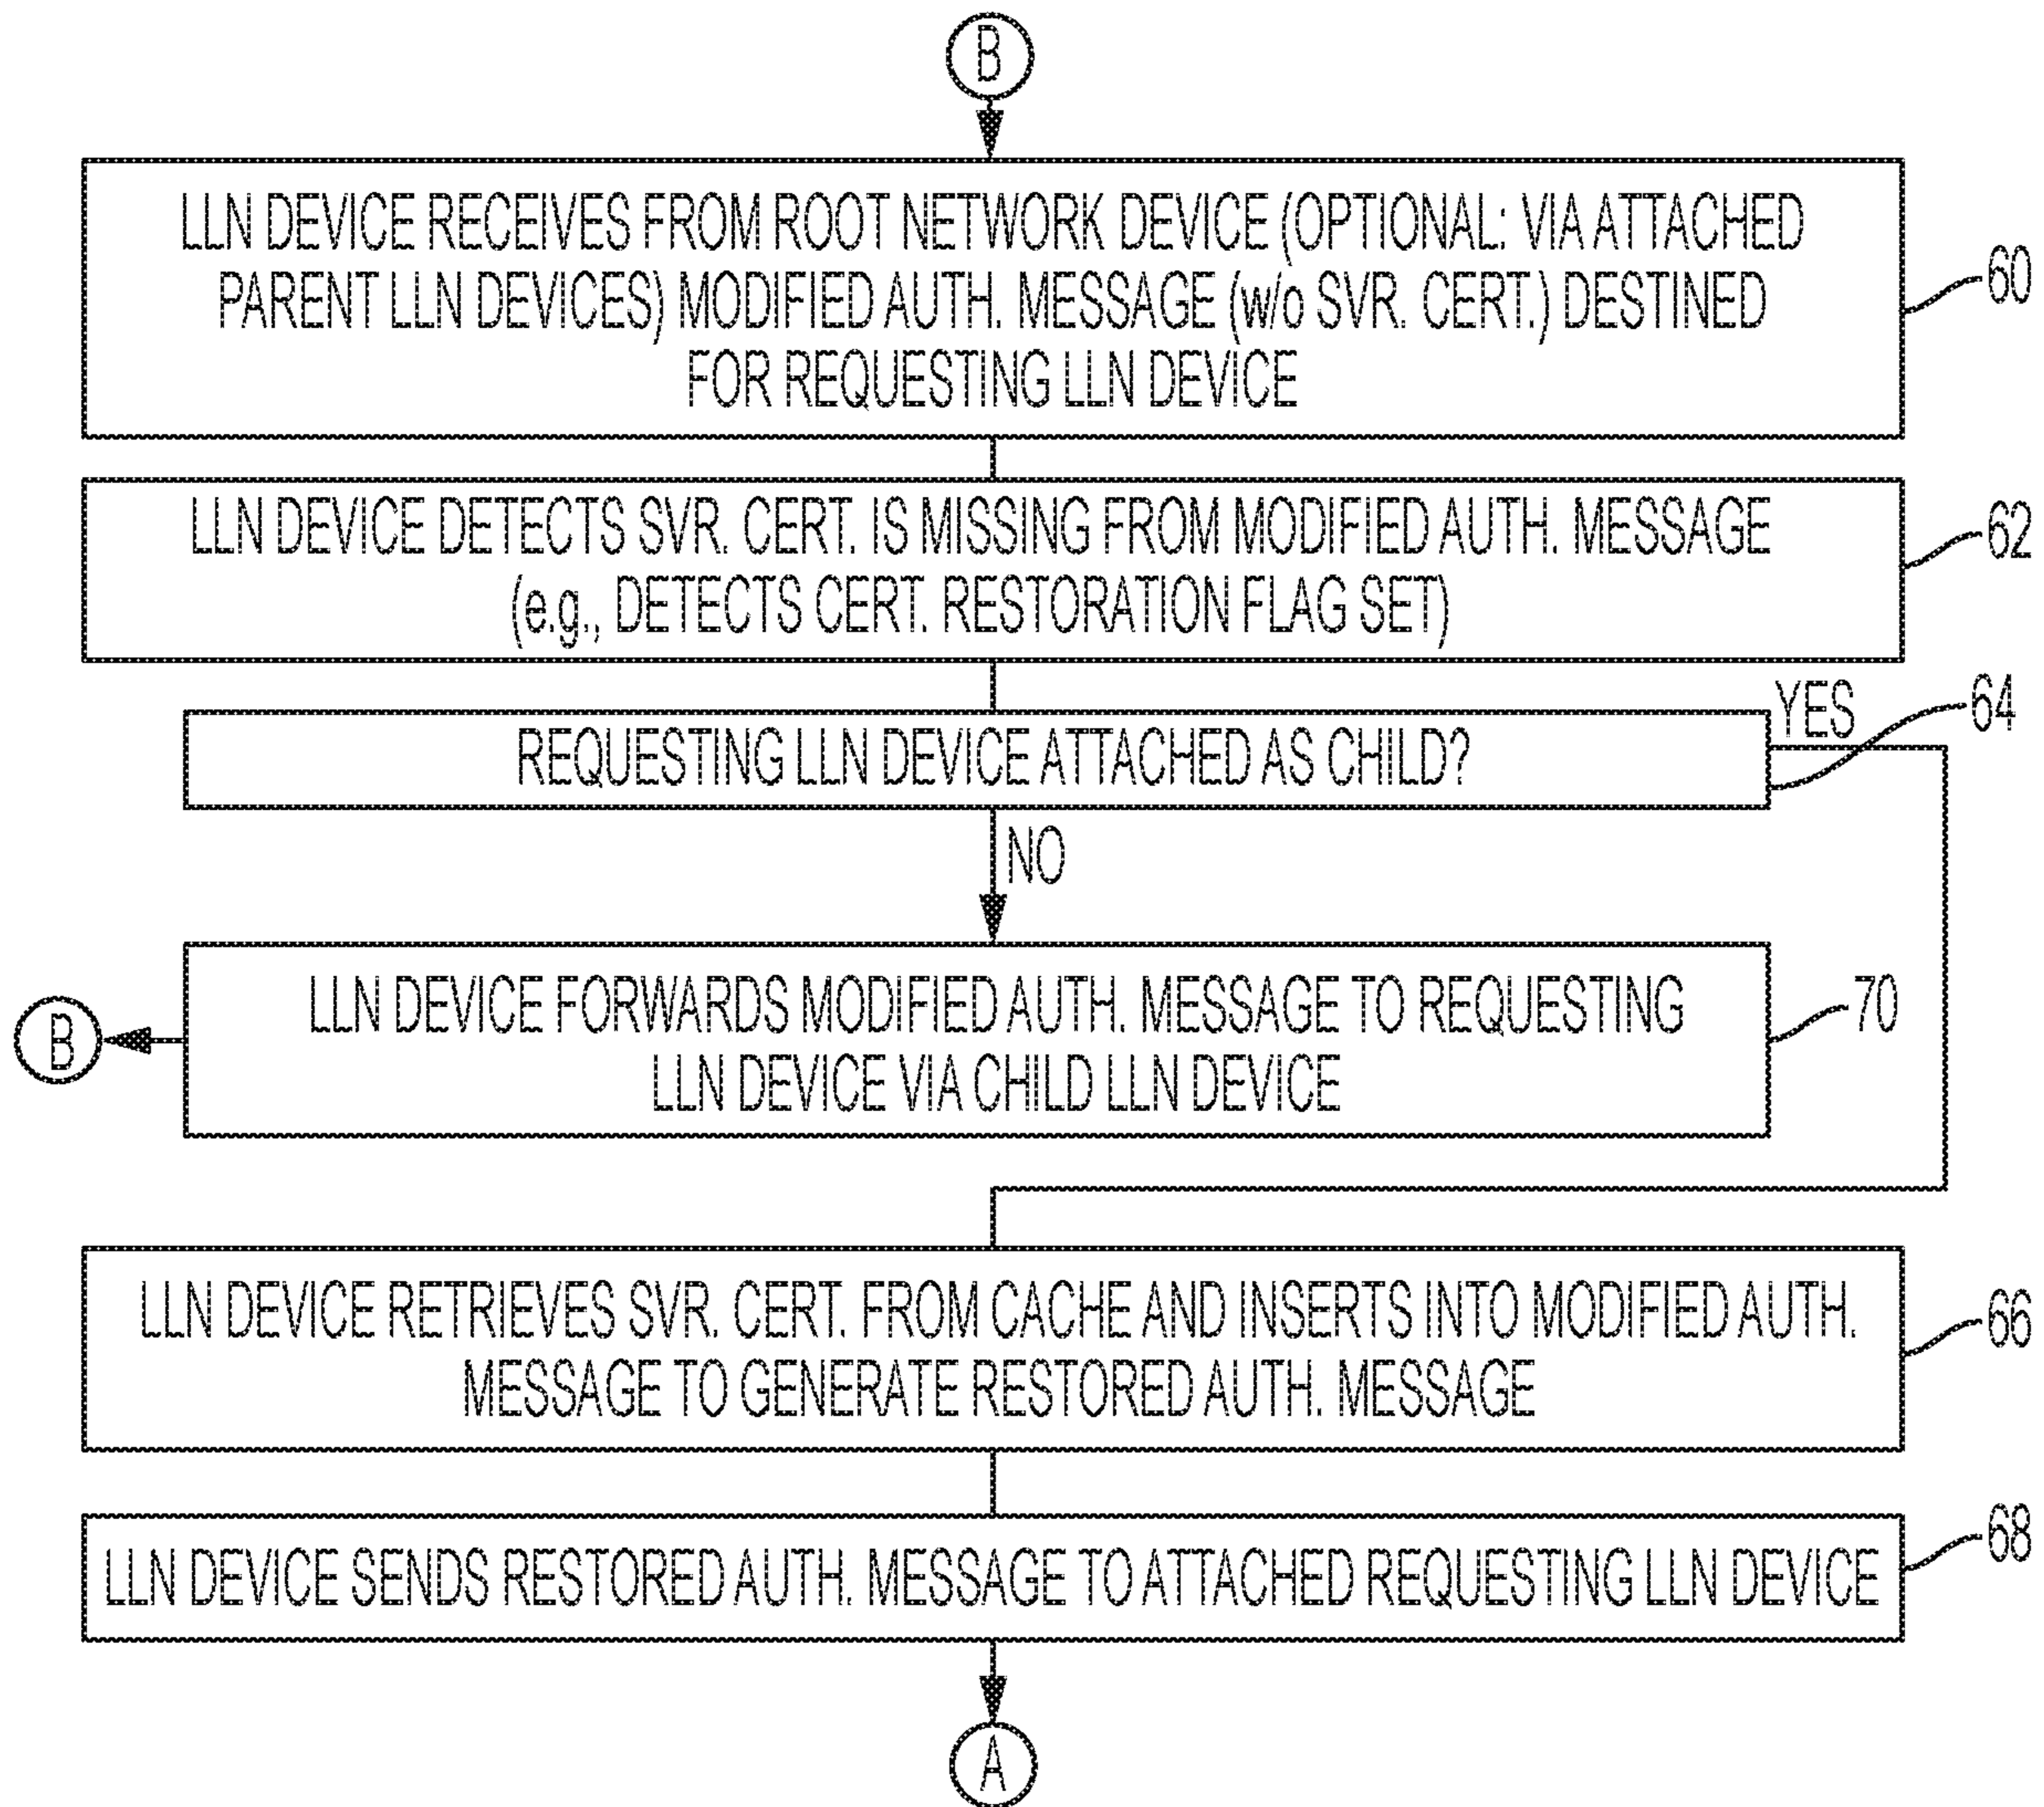 B
LLN DEVICE RECEIVES FROM ROOT NETWORK DEVICE (OPTIONAL: VIA ATTACHED
PARENT LLN DEVICES) MODIFIED AUTH. MESSAGE (w/o SVR. CERT.) DESTINED
FOR REQUESTING LLN DEVICE
60
LLN DEVICE DETECTS SVR. CERT. IS MISSING FROM MODIFIED AUTH. MESSAGE
(e.g., DETECTS CERT. RESTORATION FLAG SET)
62
REQUESTING LLN DEVICE ATTACHED AS CHILD?
YES
64
NO
LLN DEVICE FORWARDS MODIFIED AUTH. MESSAGE TO REQUESTING
LLN DEVICE VIA CHILD LLN DEVICE
70
B
LLN DEVICE RETRIEVES SVR. CERT. FROM CACHE AND INSERTS INTO MODIFIED AUTH.
MESSAGE TO GENERATE RESTORED AUTH. MESSAGE
66
LLN DEVICE SENDS RESTORED AUTH. MESSAGE TO ATTACHED REQUESTING LLN DEVICE
68
A